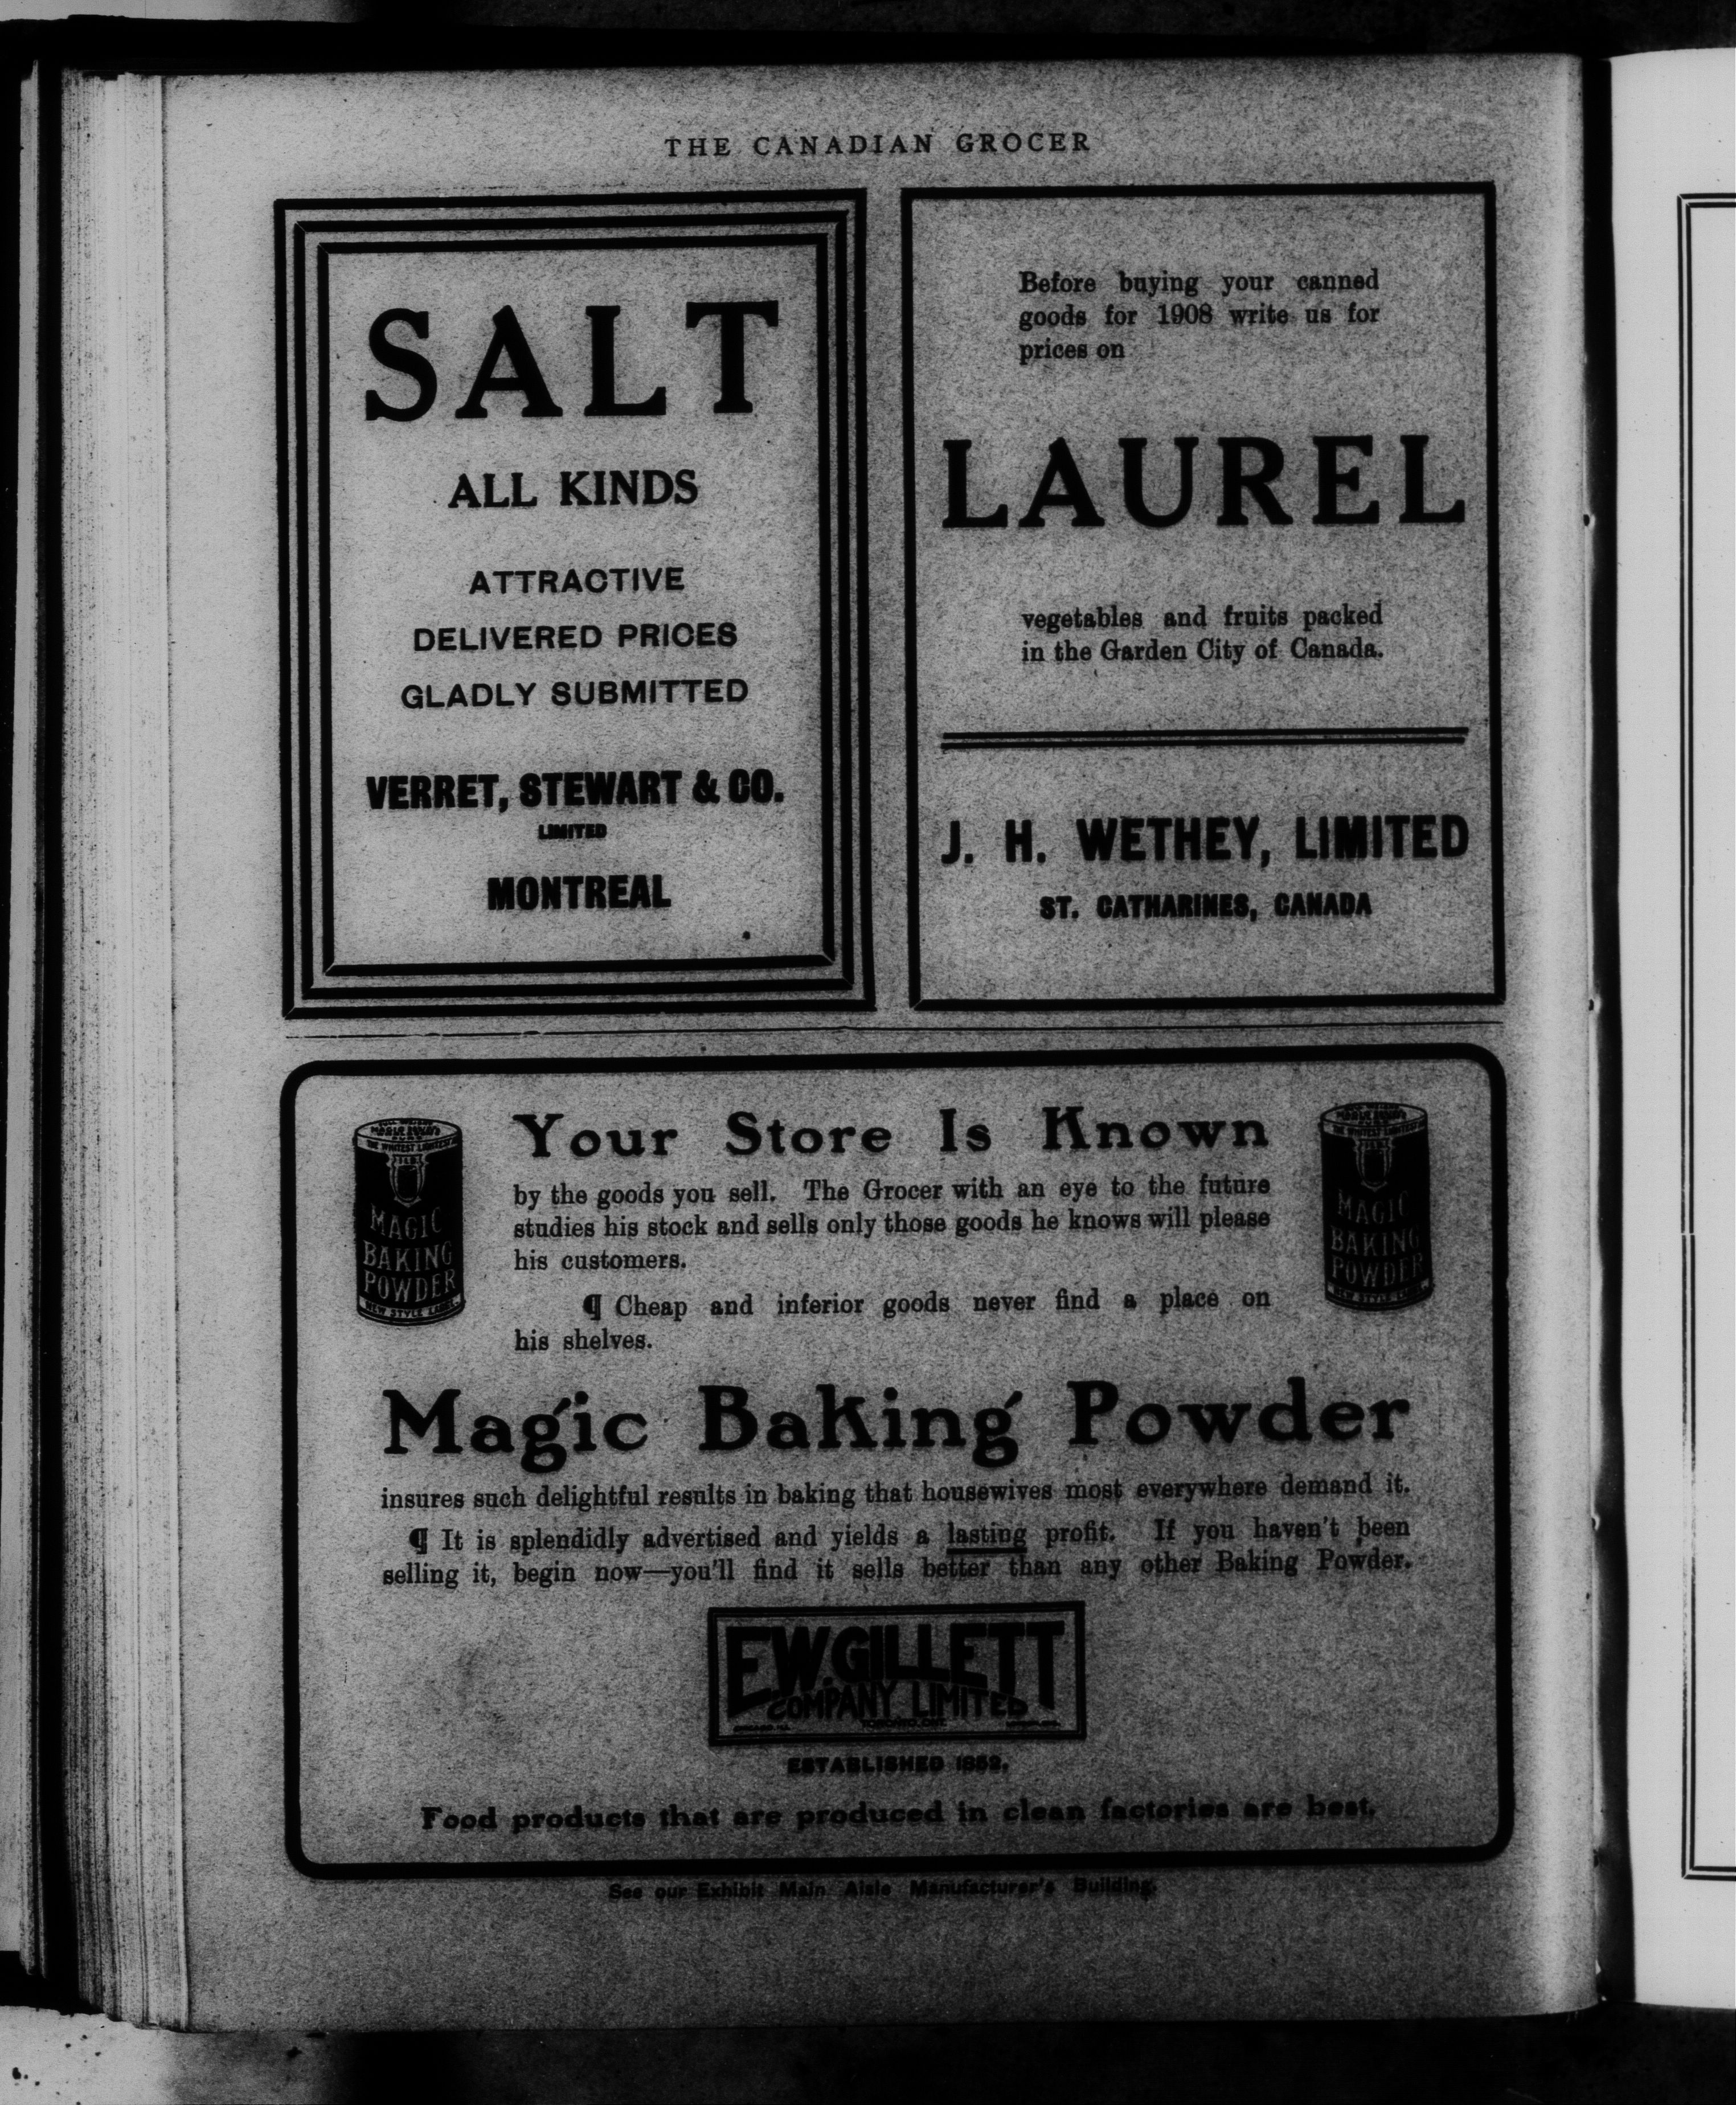 THE CANADIAN GROCER
SALT
ALL KINDS
ATTRACTIVE
DELIVERED PRICES
GLADLY SUBMITTED
VERRET, STEWART & CO.
LIMITED
MONTREAL
Before buying your canned
goods for 1908 write us for
prices on
LAUREL
vegetables and fruits packed
in the Garden City of Canada.
J. H. WETHEY, LIMITED
ST. CATHARINES, CANADA
Your Store Is Known
by the goods you sell. The Grocer with an eye to the future
studies his stock and sells only those goods he knows will please
his customers.
¶ Cheap and inferior goods never find a place on
his shelves.
MAGIC
BAKING
POWDER
MAGIC
BAKING
POWDER
Magic Baking Powder
insures such delightful results in baking that housewives most everywhere demand it.
¶ It is splendidly advertised and yields a lasting profit. If you haven't been
selling it, begin now—you'll find it sells better than any other Baking Powder.
E.W. GILLETT
COMPANY LIMITED
TORONTO, ONT.
ESTABLISHED 1852.
Food products that are produced in clean factories are best.
See our Exhibit Main Aisle Manufacturer's Building.